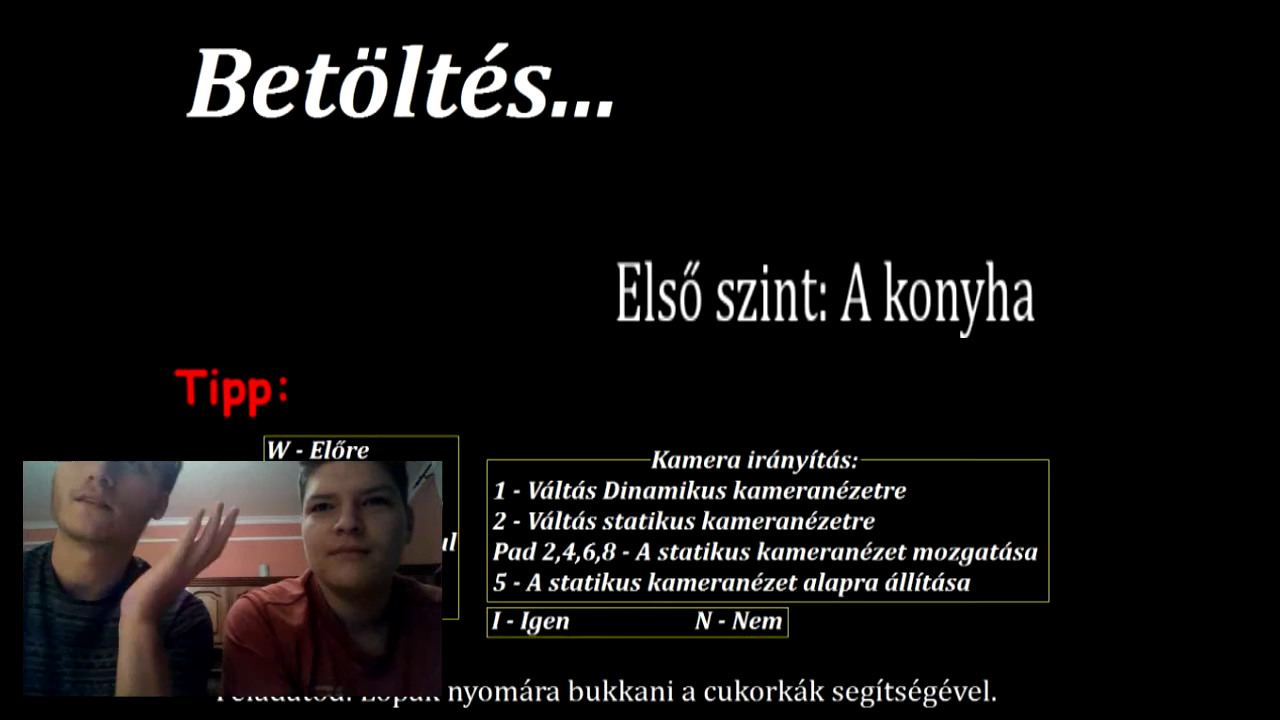 Betöltés...
Első szint: A konyha
Tipp:
W - Előre
Kamera irányítás:
1 - Váltás Dinamikus kameranézetre
2 - Váltás statikus kameranézetre
Pad 2,4,6,8 - A statikus kameranézet mozgatása
5 - A statikus kameranézet alapra állítása
I - Igen N - Nem
nyomára bukkani a cukorkák segítségével.